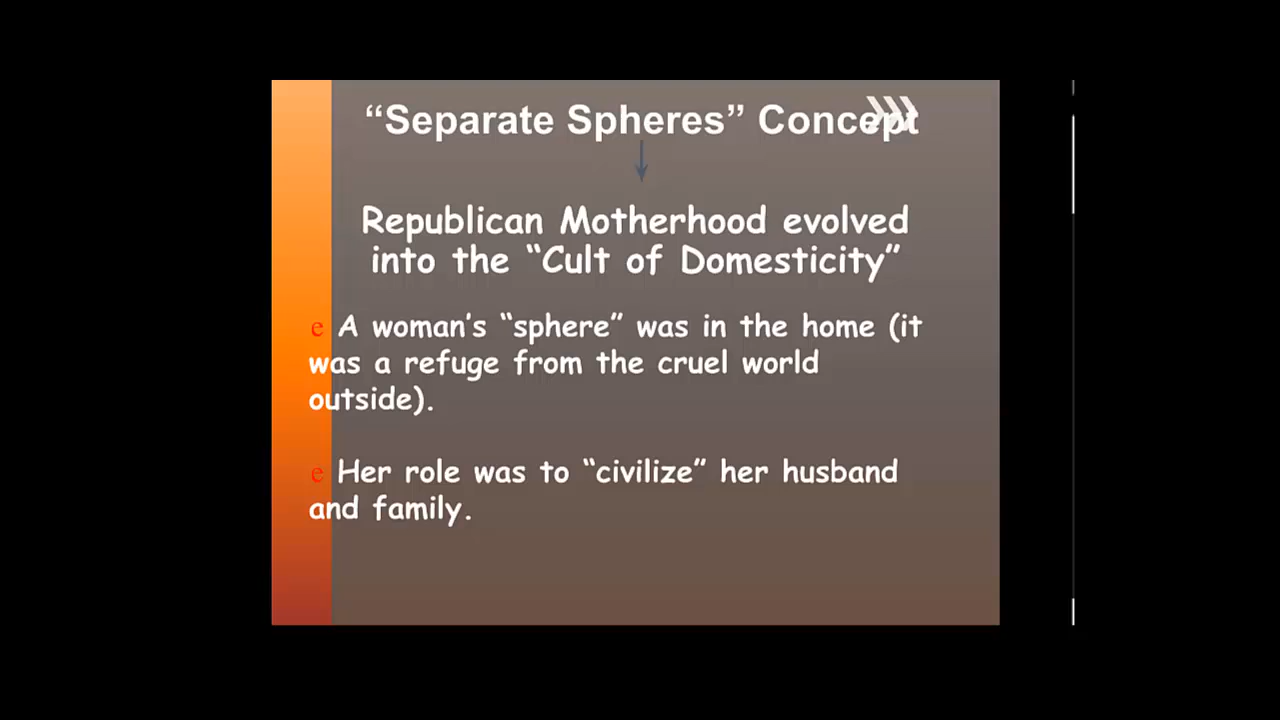 “Separate Spheres” Concept
Republican Motherhood evolved
into the “Cult of Domesticity”
e A woman’s “sphere” was in the home (it
was a refuge from the cruel world
outside).
e Her role was to “civilize” her husband
and family.